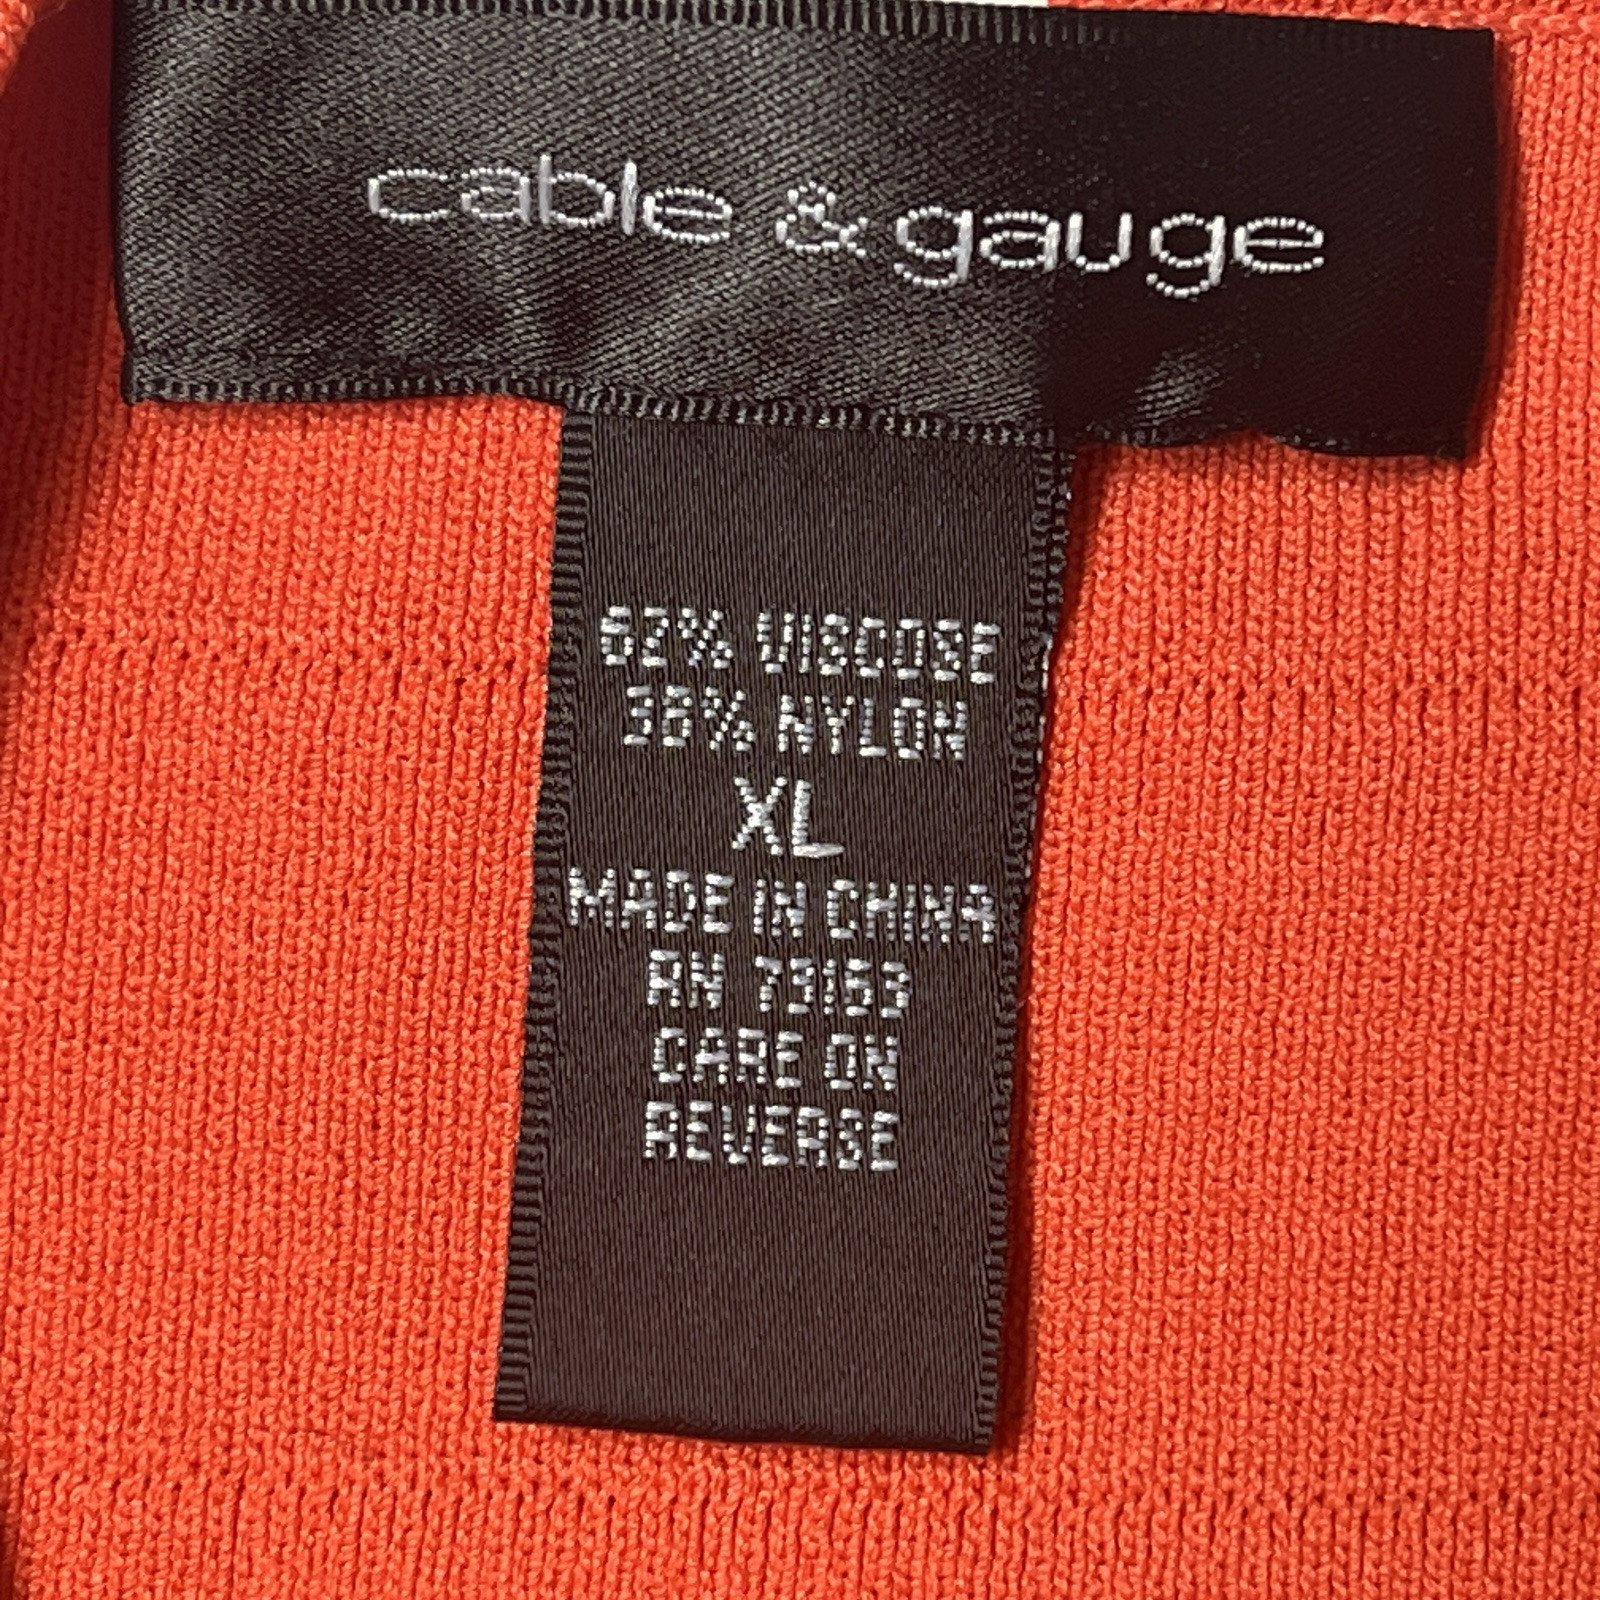 cable & gauge
62% VISCOSE
38% NYLON
XL
MADE IN CHINA
RN 73153
CARE ON
REVERSE